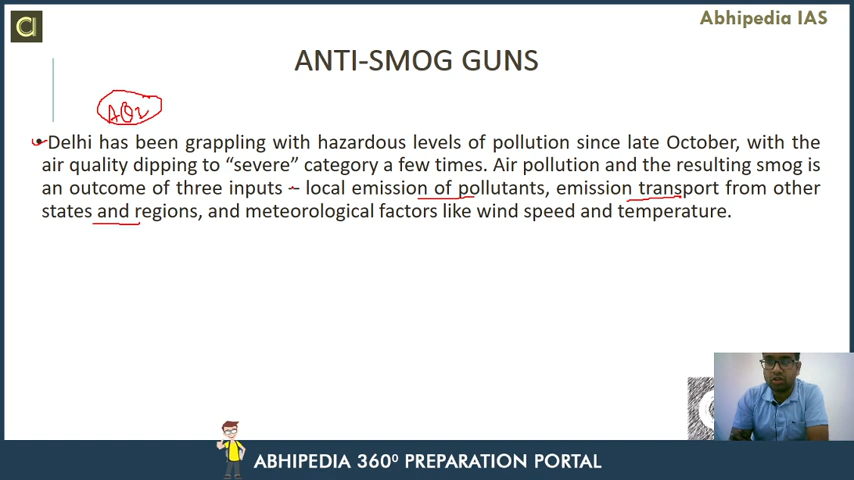 Abhipedia IAS
ANTI-SMOG GUNS
AQI
• Delhi has been grappling with hazardous levels of pollution since late October, with the
air quality dipping to “severe” category a few times. Air pollution and the resulting smog is
an outcome of three inputs – local emission of pollutants, emission transport from other
states and regions, and meteorological factors like wind speed and temperature.
ABHIPEDIA 360⁰ PREPARATION PORTAL